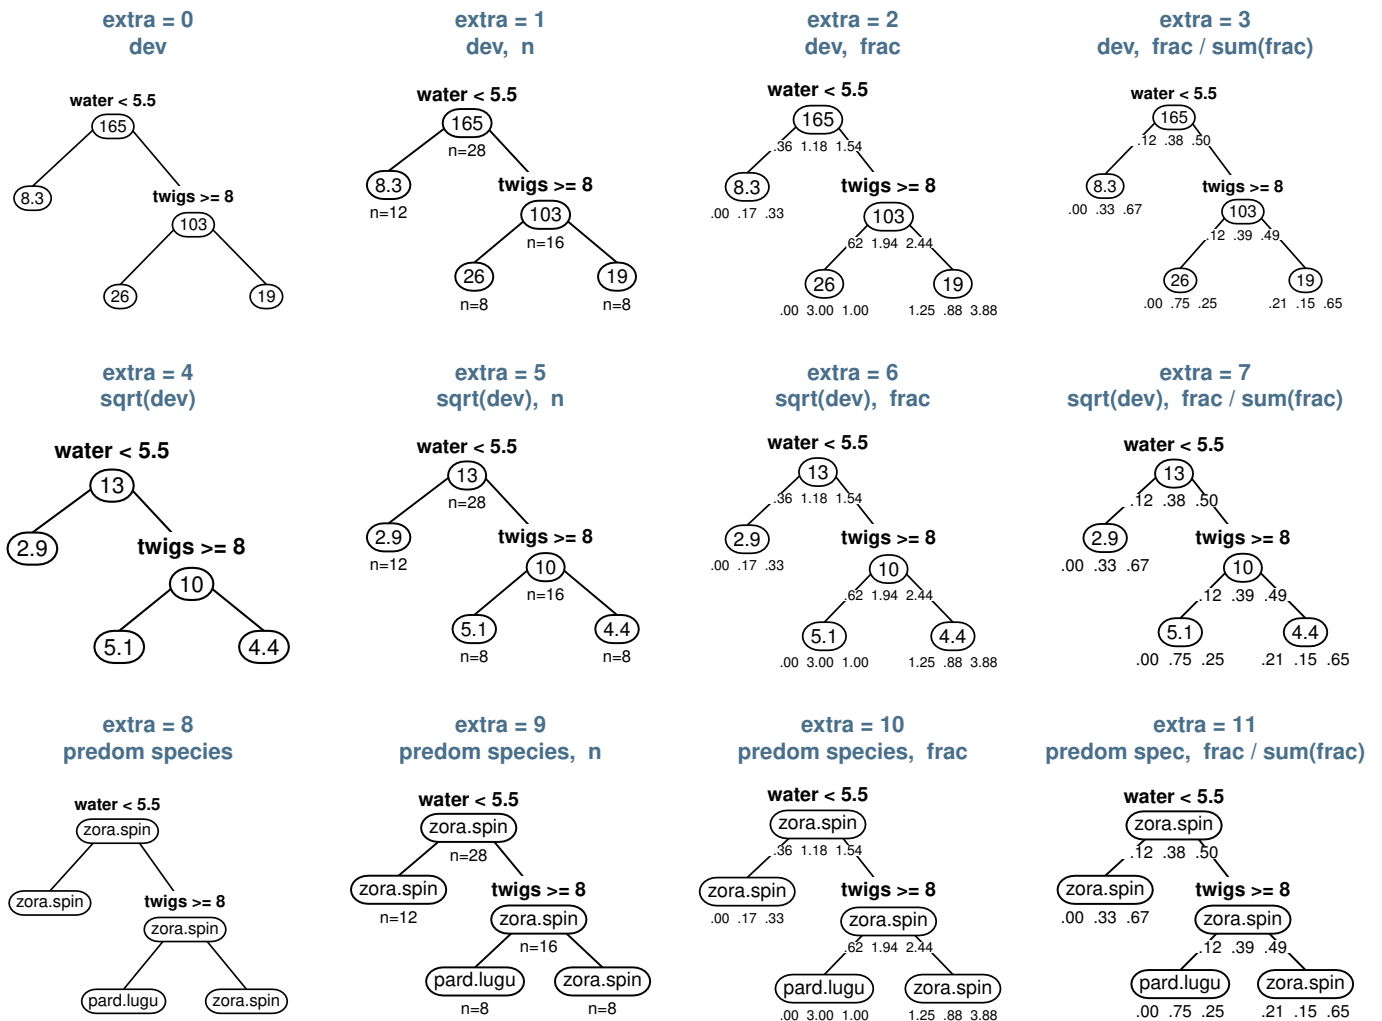 extra = 0
dev
water < 5.5
165
8.3
twigs >= 8
103
26
19
extra = 1
dev, n
water < 5.5
165
n=28
8.3
n=12
twigs >= 8
103
n=16
26
n=8
19
n=8
extra = 2
dev, frac
water < 5.5
165
.36 1.18 1.54
8.3
.00 .17 .33
twigs >= 8
103
.62 1.94 2.44
26
.00 3.00 1.00
19
1.25 .88 3.88
extra = 3
dev, frac / sum(frac)
water < 5.5
165
.12 .38 .50
8.3
.00 .33 .67
twigs >= 8
103
.12 .39 .49
26
.00 .75 .25
19
.21 .15 .65
extra = 4
sqrt(dev)
water < 5.5
13
2.9
twigs >= 8
10
5.1
4.4
extra = 5
sqrt(dev), n
water < 5.5
13
n=28
2.9
n=12
twigs >= 8
10
n=16
5.1
n=8
4.4
n=8
extra = 6
sqrt(dev), frac
water < 5.5
13
.36 1.18 1.54
2.9
.00 .17 .33
twigs >= 8
10
.62 1.94 2.44
5.1
.00 3.00 1.00
4.4
1.25 .88 3.88
extra = 7
sqrt(dev), frac / sum(frac)
water < 5.5
13
.12 .38 .50
2.9
.00 .33 .67
twigs >= 8
10
.12 .39 .49
5.1
.00 .75 .25
4.4
.21 .15 .65
extra = 8
predom species
water < 5.5
zora.spin
zora.spin
twigs >= 8
zora.spin
pard.lugu
zora.spin
extra = 9
predom species, n
water < 5.5
zora.spin
n=28
zora.spin
n=12
twigs >= 8
zora.spin
n=16
pard.lugu
n=8
zora.spin
n=8
extra = 10
predom species, frac
water < 5.5
zora.spin
.36 1.18 1.54
zora.spin
.00 .17 .33
twigs >= 8
zora.spin
.62 1.94 2.44
pard.lugu
.00 3.00 1.00
zora.spin
1.25 .88 3.88
extra = 11
predom spec, frac / sum(frac)
water < 5.5
zora.spin
.12 .38 .50
zora.spin
.00 .33 .67
twigs >= 8
zora.spin
.12 .39 .49
pard.lugu
.00 .75 .25
zora.spin
.21 .15 .65